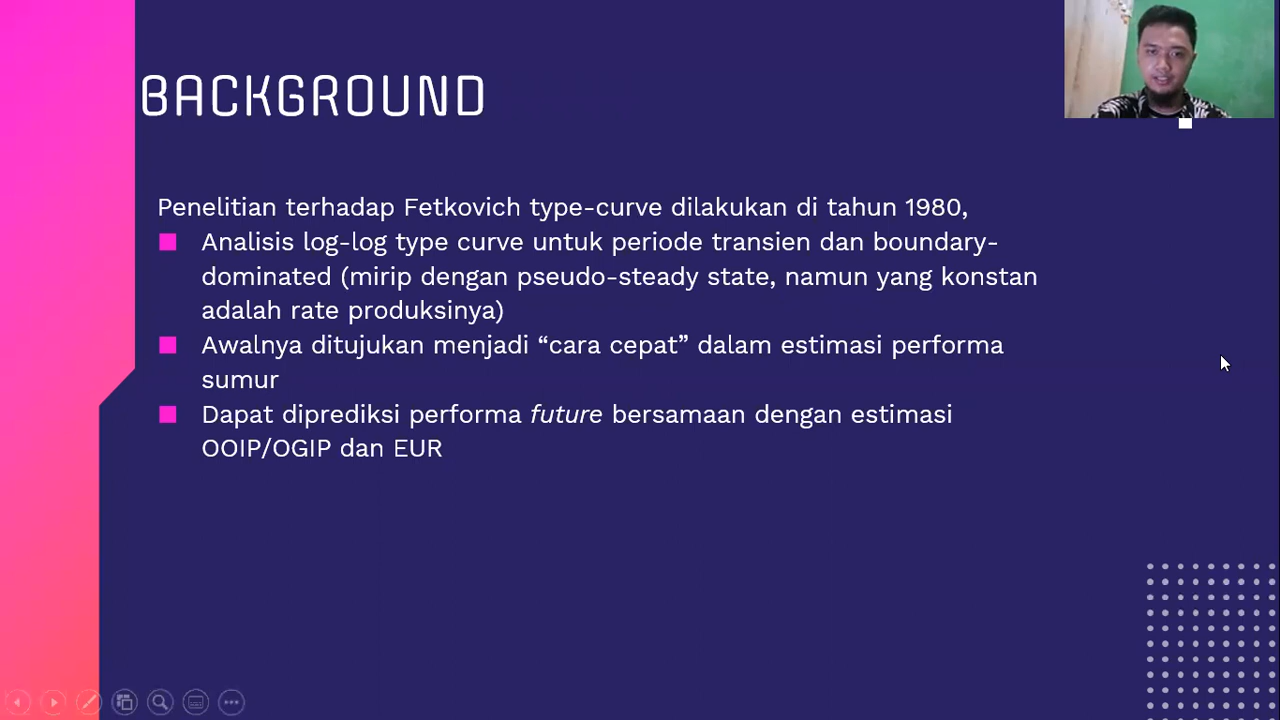 BACKGROUND
Penelitian terhadap Fetkovich type-curve dilakukan di tahun 1980,
Analisis log-log type curve untuk periode transien dan boundary-
dominated (mirip dengan pseudo-steady state, namun yang konstan
adalah rate produksinya)
Awalnya ditujukan menjadi “cara cepat” dalam estimasi performa
sumur
Dapat diprediksi performa future bersamaan dengan estimasi
OOIP/OGIP dan EUR